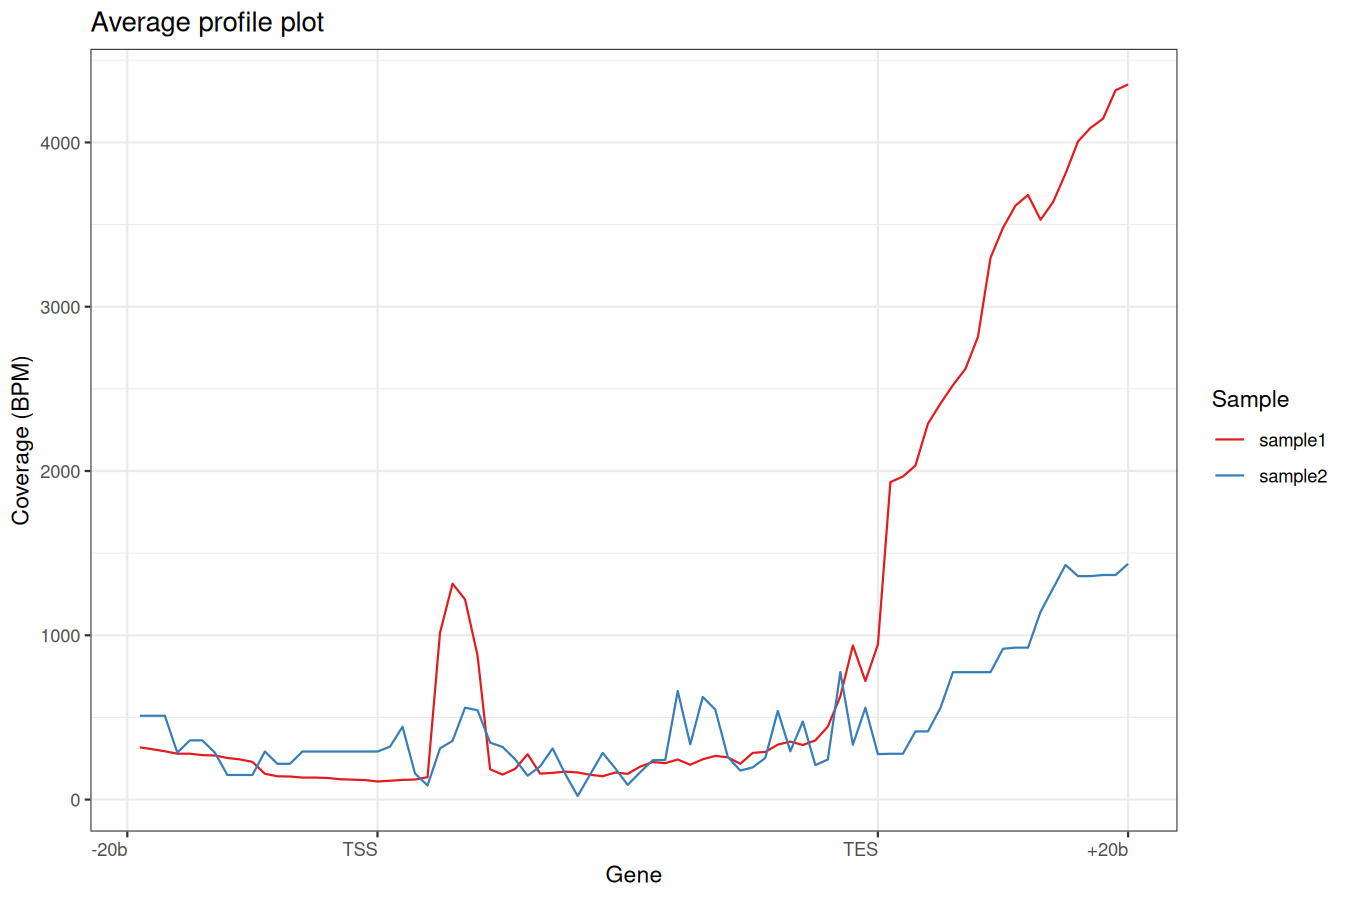 Average profile plot
Coverage (BPM)
4000
3000
2000
1000
0
-20b TSS TES +20b
Gene
Sample
sample1
sample2